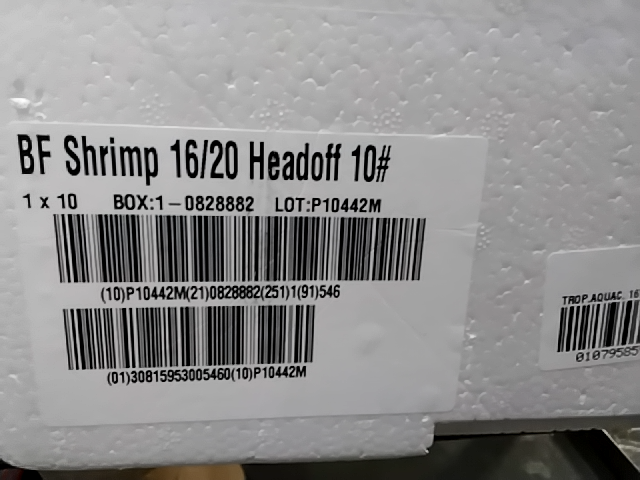 BF Shrimp 16/20 Headoff 10#
1 x 10 BOX:1-0828882 LOT:P10442M
(10)P10442M(21)0828882(251)1(91)546
(01)30815953005460(10)P10442M
TROP.AQUAC. 16
01079585